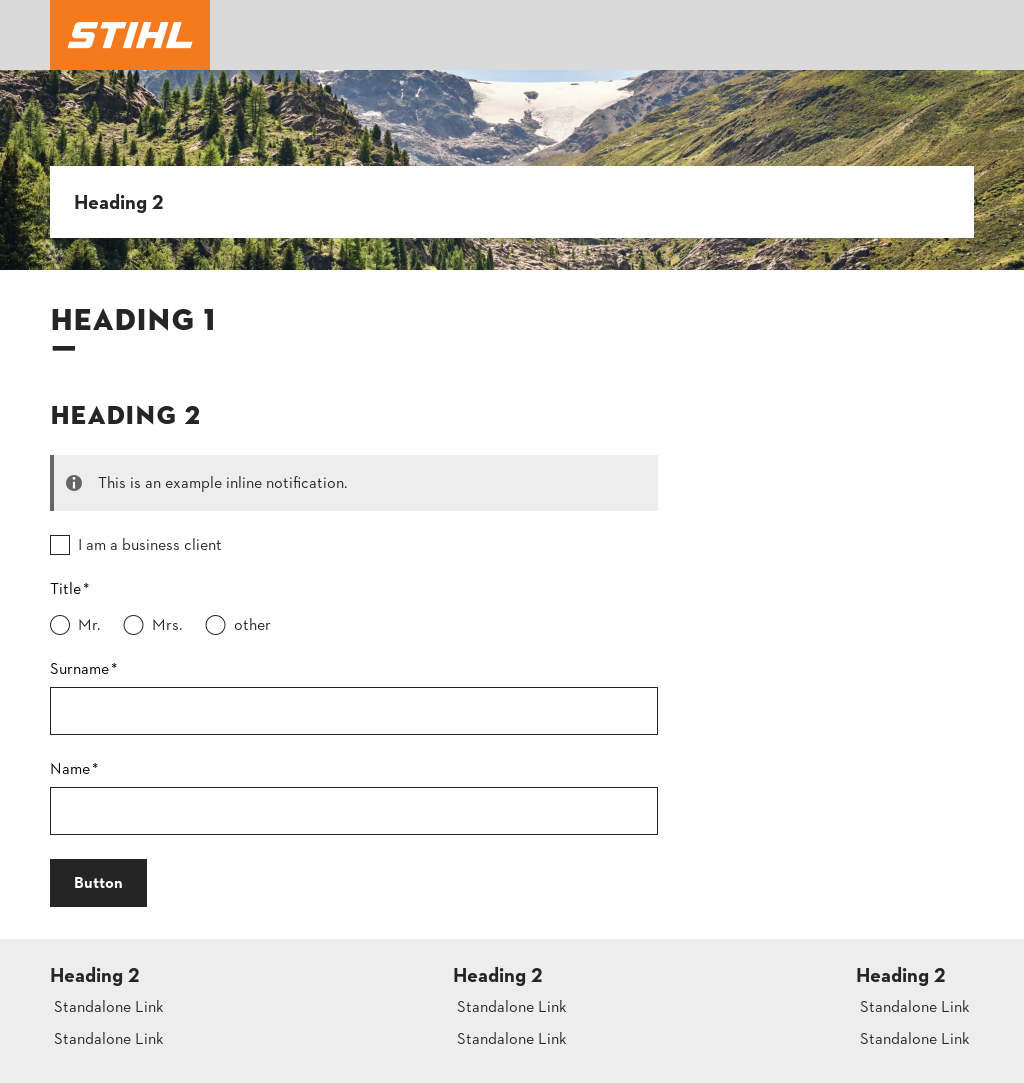 STIHL
Heading 2
HEADING 1
HEADING 2
This is an example inline notification.
I am a business client
Title*
Mr. Mrs. other
Surname*
Name*
Button
Heading 2
Standalone Link
Standalone Link
Heading 2
Standalone Link
Standalone Link
Heading 2
Standalone Link
Standalone Link